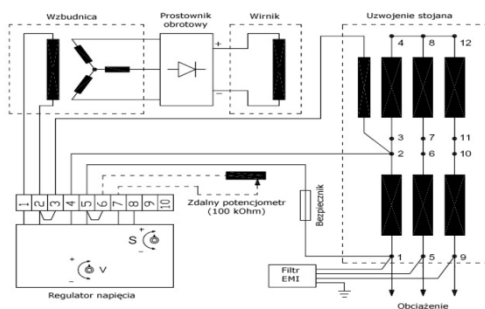 Wzbudnica
Prostownik
obrotowy
Wirnik
Uzwojenie stojana
+
−
4 8 12
3 7 11
2 6 10
1 2 3 4 5 6 7 8 9 10
Zdalny potencjometr
(100 kOhm)
Bezpiecznik
S + −
+ V −
Regulator napięcia
Filtr
EMI
1 5 9
Obciążenie